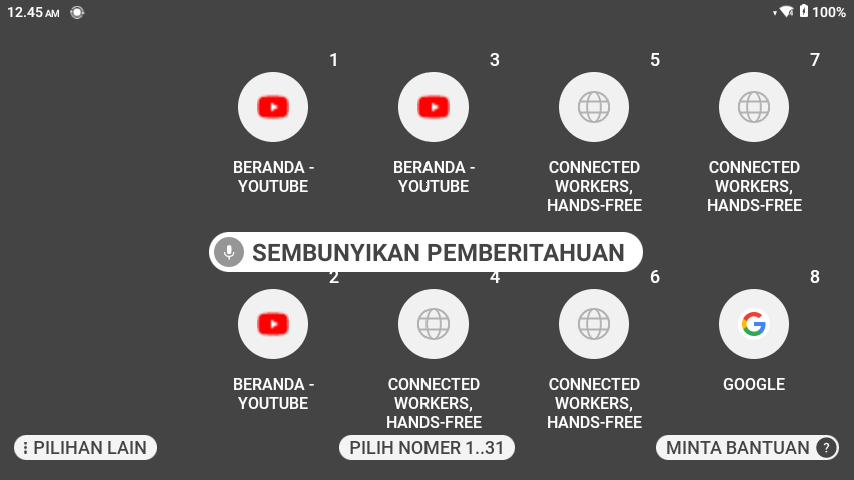 12.45 AM
100%
1
3
5
7
BERANDA -
YOUTUBE
BERANDA -
YOUTUBE
CONNECTED
WORKERS,
HANDS-FREE
CONNECTED
WORKERS,
HANDS-FREE
SEMBUNYIKAN PEMBERITAHUAN
2
4
6
8
BERANDA -
YOUTUBE
CONNECTED
WORKERS,
HANDS-FREE
CONNECTED
WORKERS,
HANDS-FREE
GOOGLE
PILIHAN LAIN
PILIH NOMER 1..31
MINTA BANTUAN ?